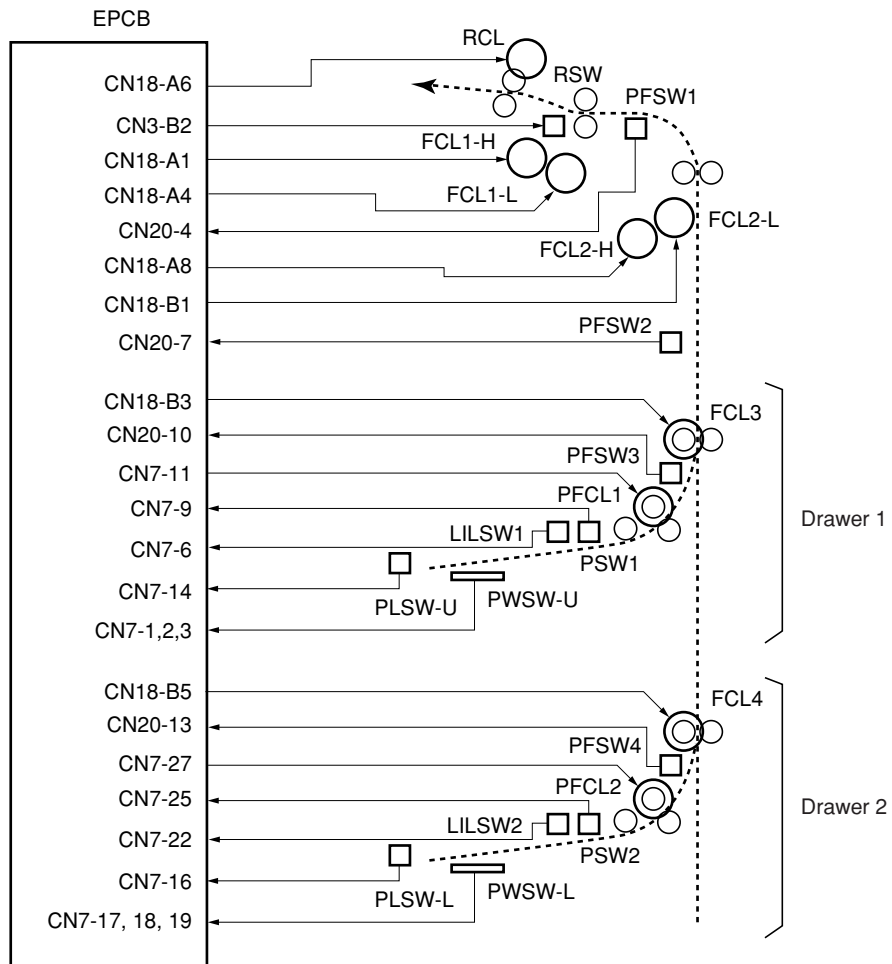 EPCB
RCL
CN18-A6
RSW
PFSW1
CN3-B2
FCL1-H
CN18-A1
CN18-A4
FCL1-L
CN20-4
FCL2-L
FCL2-H
CN18-A8
CN18-B1
PFSW2
CN20-7
CN18-B3
FCL3
CN20-10
PFSW3
CN7-11
PFCL1
CN7-9
LILSW1
Drawer 1
CN7-6
PSW1
CN7-14
PLSW-U
PWSW-U
CN7-1,2,3
CN18-B5
FCL4
CN20-13
PFSW4
CN7-27
PFCL2
CN7-25
LILSW2
Drawer 2
CN7-22
PSW2
CN7-16
PLSW-L
PWSW-L
CN7-17, 18, 19